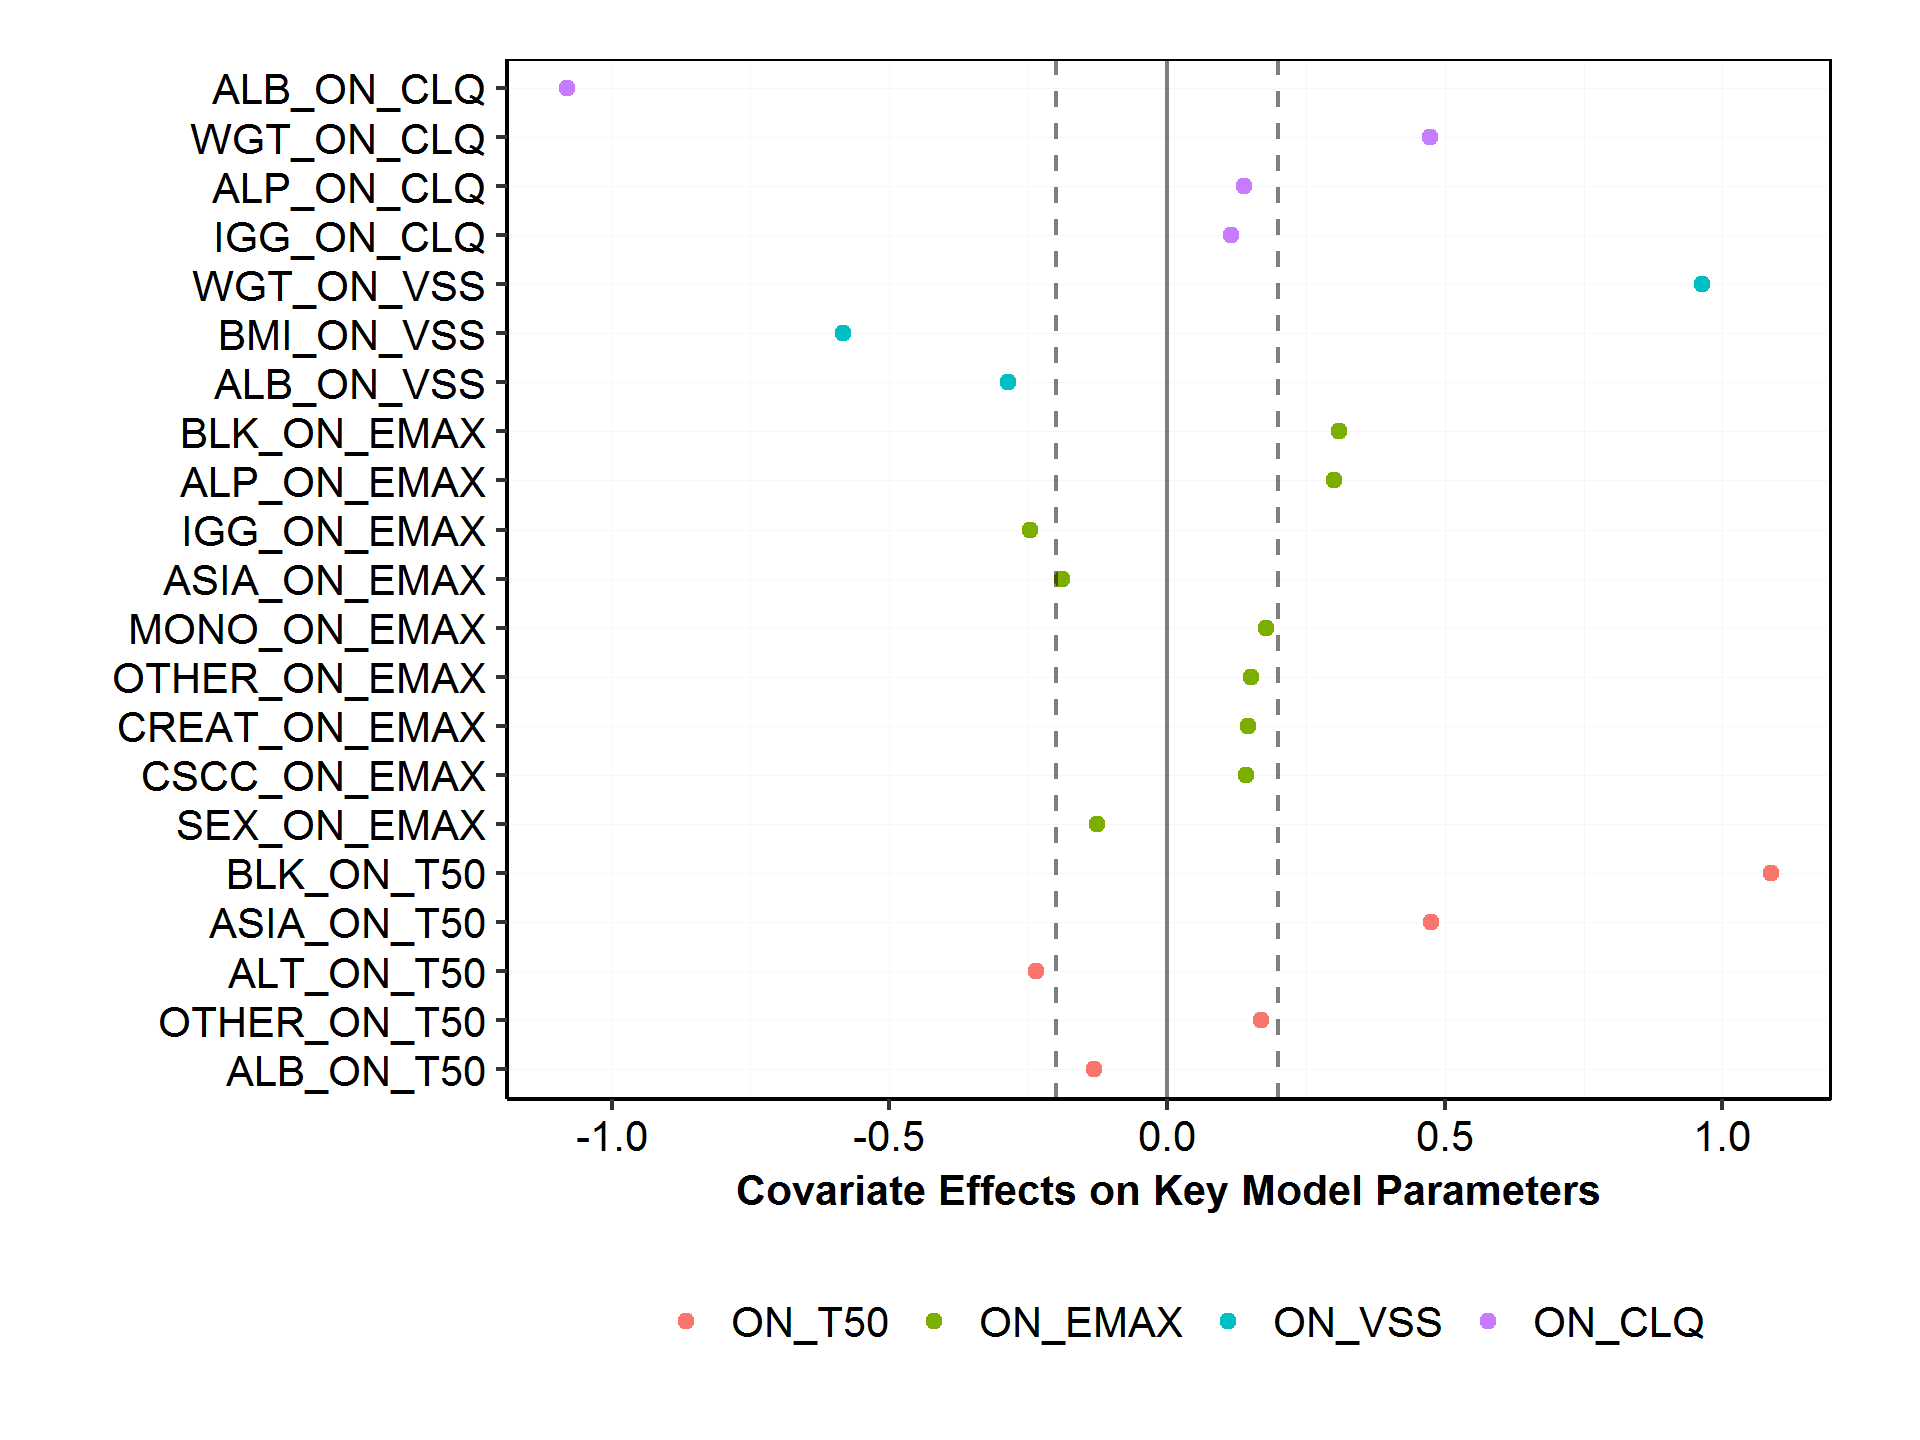 ALB_ON_CLQ
WGT_ON_CLQ
ALP_ON_CLQ
IGG_ON_CLQ
WGT_ON_VSS
BMI_ON_VSS
ALB_ON_VSS
BLK_ON_EMAX
ALP_ON_EMAX
IGG_ON_EMAX
ASIA_ON_EMAX
MONO_ON_EMAX
OTHER_ON_EMAX
CREAT_ON_EMAX
CSCC_ON_EMAX
SEX_ON_EMAX
BLK_ON_T50
ASIA_ON_T50
ALT_ON_T50
OTHER_ON_T50
ALB_ON_T50
-1.0 -0.5 0.0 0.5 1.0
Covariate Effects on Key Model Parameters
ON_T50 ON_EMAX ON_VSS ON_CLQ